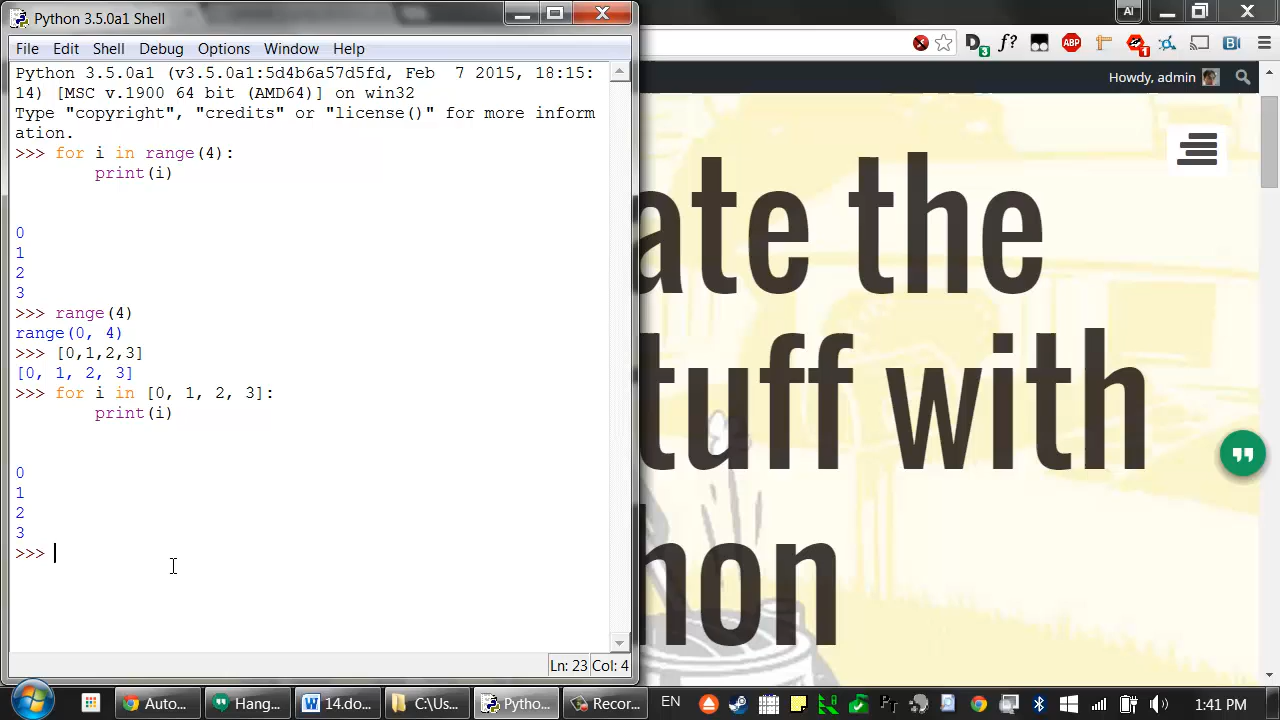 Python 3.5.0a1 Shell
File Edit Shell Debug Options Window Help
Python 3.5.0a1 (v3.5.0a1:5d4b6a57d5fd, Feb  7 2015, 18:15:
14) [MSC v.1900 64 bit (AMD64)] on win32
Type "copyright", "credits" or "license()" for more inform
ation.
>>> for i in range(4):
        print(i)
0
1
2
3
>>> range(4)
range(0, 4)
>>> [0,1,2,3]
[0, 1, 2, 3]
>>> for i in [0, 1, 2, 3]:
        print(i)
0
1
2
3
>>>
Ln: 23 Col: 4
Al
D 3 f? ABP 1 B
Howdy, admin
ate the
tuff with
hon
Auto... Hang... 14.do... C:\Us... Pytho... Recor... EN 1:41 PM